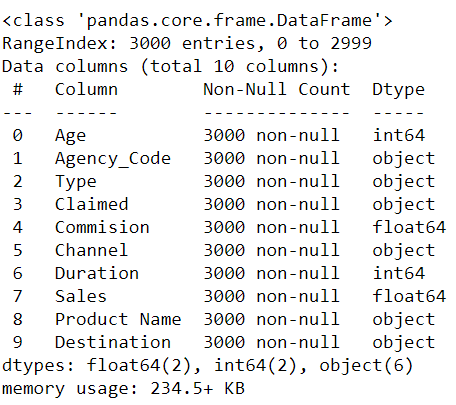 <class 'pandas.core.frame.DataFrame'>
RangeIndex: 3000 entries, 0 to 2999
Data columns (total 10 columns):
 #   Column        Non-Null Count  Dtype
---  ------        --------------  -----
 0   Age           3000 non-null   int64
 1   Agency_Code   3000 non-null   object
 2   Type          3000 non-null   object
 3   Claimed       3000 non-null   object
 4   Commision     3000 non-null   float64
 5   Channel       3000 non-null   object
 6   Duration      3000 non-null   int64
 7   Sales         3000 non-null   float64
 8   Product Name  3000 non-null   object
 9   Destination   3000 non-null   object
dtypes: float64(2), int64(2), object(6)
memory usage: 234.5+ KB